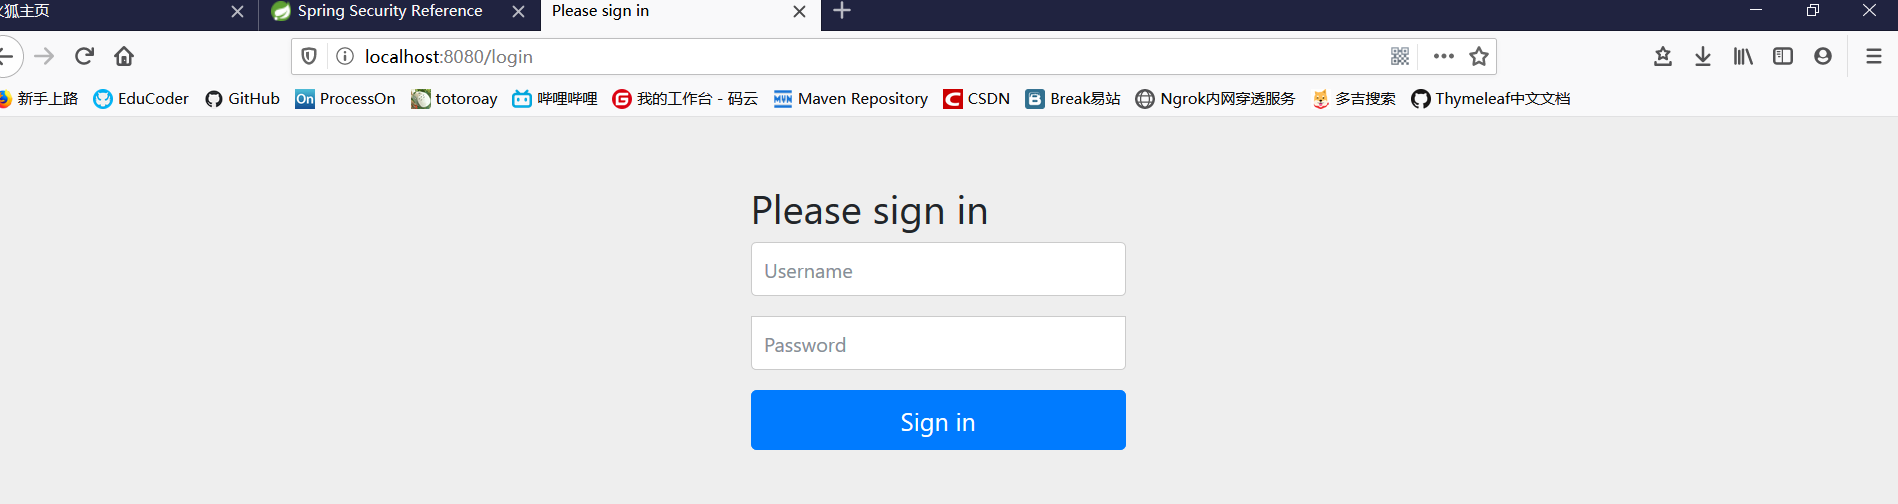 火狐主页 Spring Security Reference Please sign in
localhost:8080/login
新手上路 EduCoder GitHub ProcessOn totoroay 哔哩哔哩 我的工作台 - 码云 Maven Repository CSDN Break易站 Ngrok内网穿透服务 多吉搜索 Thymeleaf中文文档
Please sign in
Username
Password
Sign in